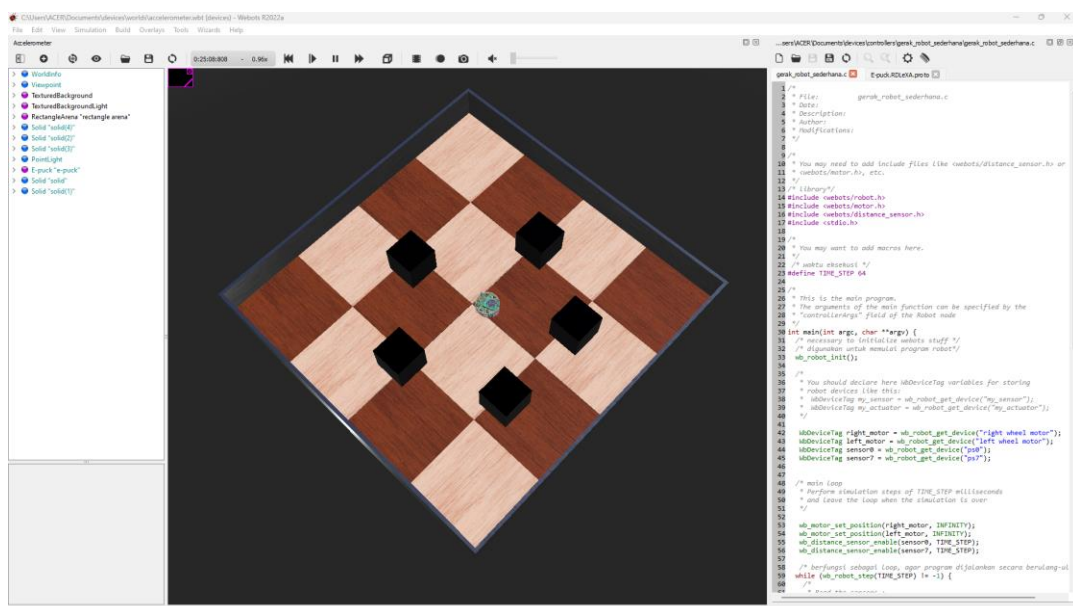 C:\Users\ACER\Documents\devices\worlds\accelerometer.wbt (devices) - Webots R2022a
File Edit View Simulation Build Overlays Tools Wizards Help
Accelerometer
0:25:08:808 - 0.96x
WorldInfo
Viewpoint
TexturedBackground
TexturedBackgroundLight
RectangleArena "rectangle arena"
Solid "solid(4)"
Solid "solid(2)"
Solid "solid(3)"
PointLight
E-puck "e-puck"
Solid "solid"
Solid "solid(1)"
...sers\ACER\Documents\devices\controllers\gerak_robot_sederhana\gerak_robot_sederhana.c
gerak_robot_sederhana.c
E-puck.RDLeXA.proto
1 /*
2 * File: gerak_robot_sederhana.c
3 * Date:
4 * Description:
5 * Author:
6 * Modifications:
7 */
8
9 /*
10 * You may need to add include files like <webots/distance_sensor.h> or
11 * <webots/motor.h>, etc.
12 */
13 /* library*/
14 #include <webots/robot.h>
15 #include <webots/motor.h>
16 #include <webots/distance_sensor.h>
17 #include <stdio.h>
18
19 /*
20 * You may want to add macros here.
21 */
22 /* waktu eksekusi */
23 #define TIME_STEP 64
24
25 /*
26 * This is the main program.
27 * The arguments of the main function can be specified by the
28 * "controllerArgs" field of the Robot node
29 */
30 int main(int argc, char **argv) {
31 /* necessary to initialize webots stuff */
32 /* digunakan untuk memulai program robot*/
33 wb_robot_init();
34
35 /*
36 * You should declare here WbDeviceTag variables for storing
37 * robot devices like this:
38 * WbDeviceTag my_sensor = wb_robot_get_device("my_sensor");
39 * WbDeviceTag my_actuator = wb_robot_get_device("my_actuator");
40 */
41
42 WbDeviceTag right_motor = wb_robot_get_device("right wheel motor");
43 WbDeviceTag left_motor = wb_robot_get_device("left wheel motor");
44 WbDeviceTag sensor0 = wb_robot_get_device("ps0");
45 WbDeviceTag sensor7 = wb_robot_get_device("ps7");
46
47
48 /* main loop
49 * Perform simulation steps of TIME_STEP milliseconds
50 * and leave the loop when the simulation is over
51 */
52
53 wb_motor_set_position(right_motor, INFINITY);
54 wb_motor_set_position(left_motor, INFINITY);
55 wb_distance_sensor_enable(sensor0, TIME_STEP);
56 wb_distance_sensor_enable(sensor7, TIME_STEP);
57
58 /* berfungsi sebagai loop, agar program dijalankan secara berulang-ul
59 while (wb_robot_step(TIME_STEP) != -1) {
60 /*